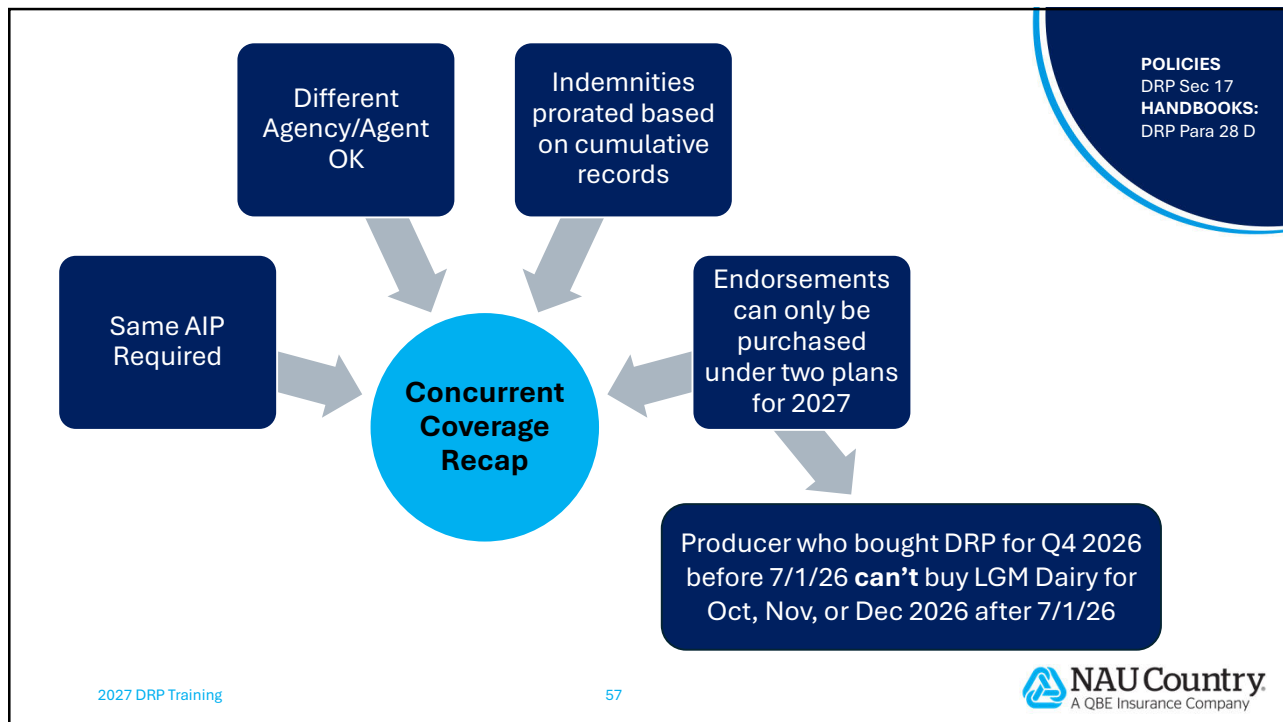 POLICIES
DRP Sec 17
HANDBOOKS:
DRP Para 28 D
Same AIP
Required
Different
Agency/Agent
OK
Indemnities
prorated based
on cumulative
records
Endorsements
can only be
purchased
under two plans
for 2027
Concurrent
Coverage
Recap
Producer who bought DRP for Q4 2026
before 7/1/26 can’t buy LGM Dairy for
Oct, Nov, or Dec 2026 after 7/1/26
2027 DRP Training
57
NAU Country®
A QBE Insurance Company